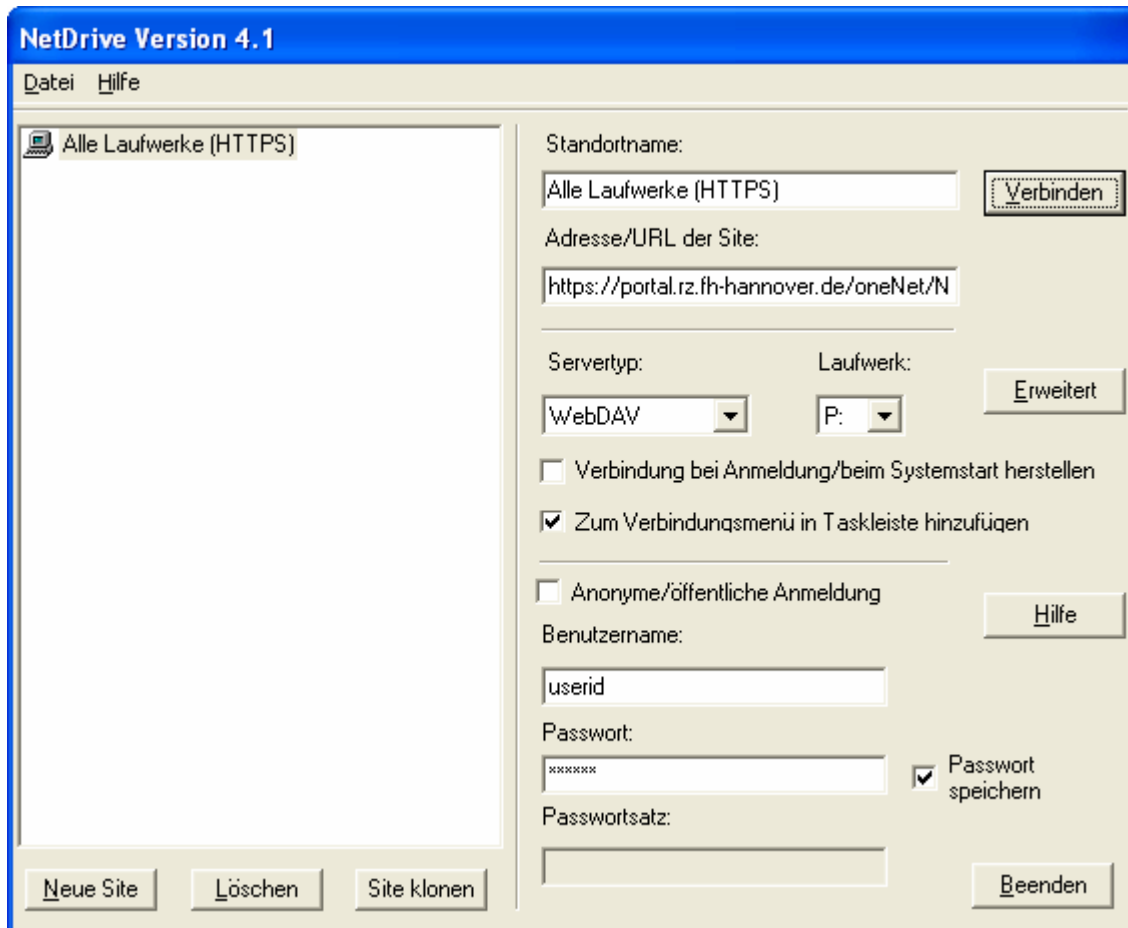 NetDrive Version 4.1
Datei Hilfe
Alle Laufwerke (HTTPS)
Standortname:
Alle Laufwerke (HTTPS)
Verbinden
Adresse/URL der Site:
https://portal.rz.fh-hannover.de/oneNet/N
Servertyp: Laufwerk:
WebDAV P:
Erweitert
Verbindung bei Anmeldung/beim Systemstart herstellen
Zum Verbindungsmenü in Taskleiste hinzufügen
Anonyme/öffentliche Anmeldung
Hilfe
Benutzername:
userid
Passwort:
******
Passwort
speichern
Passwortsatz:
Neue Site Löschen Site klonen
Beenden